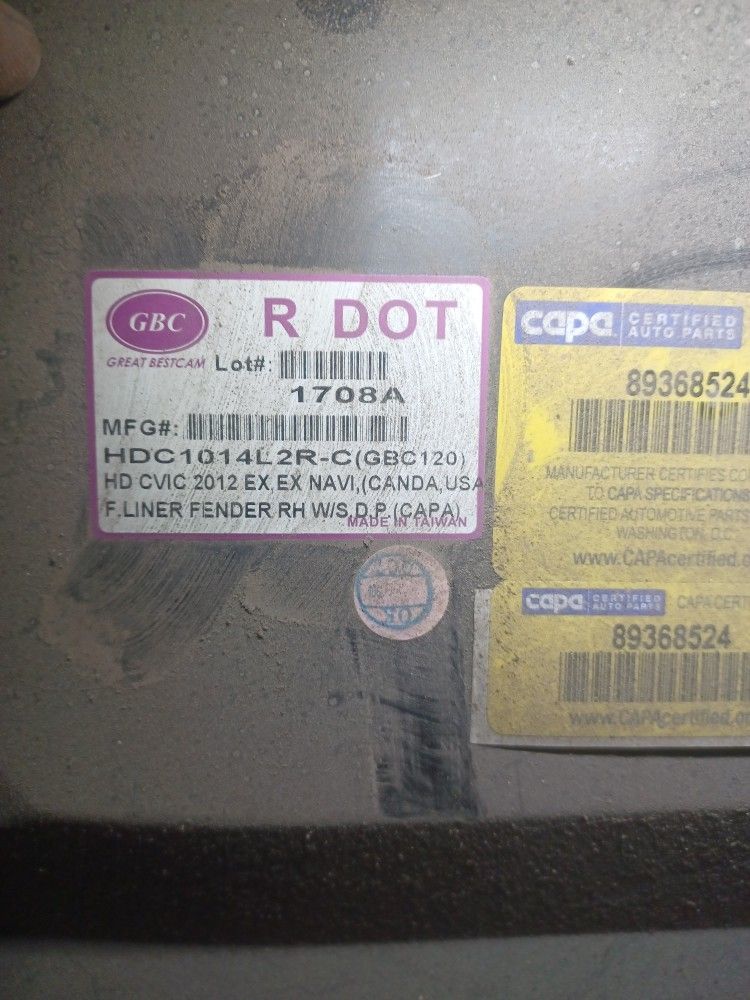 GBC
GREAT BESTCAM
R DOT
Lot#:
1708A
MFG#:
HDC1014L2R-C(GBC120)
HD CVIC 2012 EX.EX NAVI,(CANDA,USA
F.LINER FENDER RH W/S,D.P.(CAPA)
MADE IN TAIWAN
capa
CERTIFIED
AUTO PARTS
89368524
MANUFACTURER CERTIFIES CO
TO CAPA SPECIFICATIONS
CERTIFIED AUTOMOTIVE PARTS
WASHINGTON, D.C.
www.CAPAcertified.o
capa
CERTIFIED
AUTO PARTS
CAPA CERT
89368524
www.CAPAcertified.o